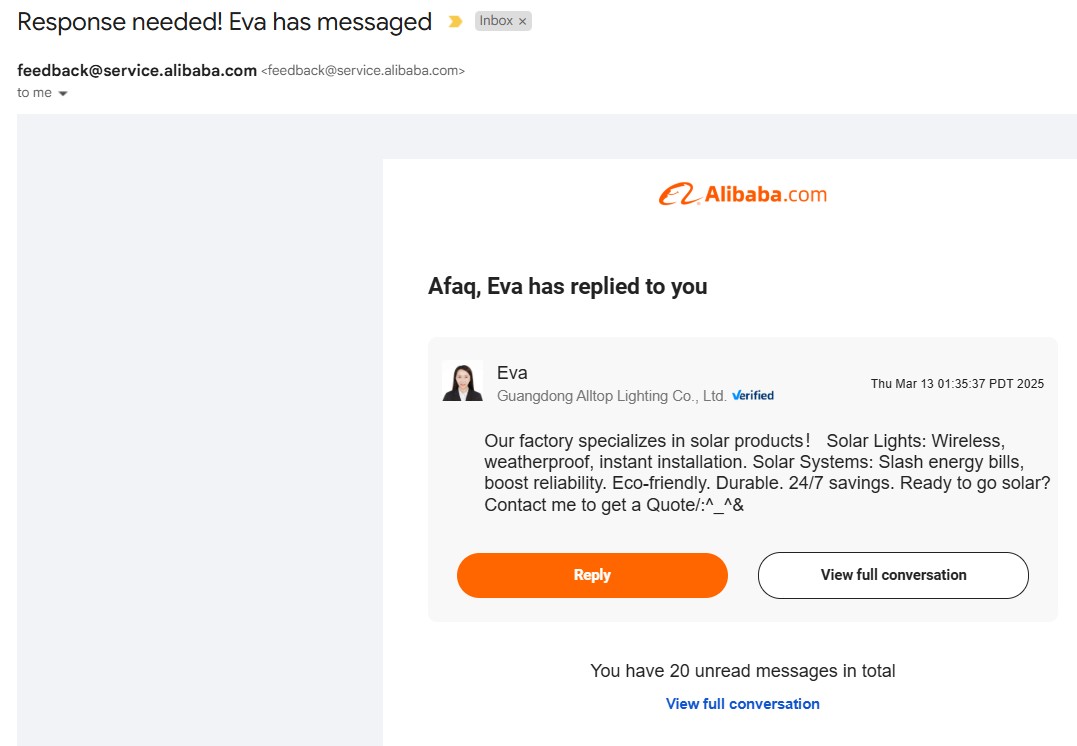 Response needed! Eva has messaged
Inbox ×
feedback@service.alibaba.com <feedback@service.alibaba.com>
to me
Alibaba.com
Afaq, Eva has replied to you
Eva
Guangdong Alltop Lighting Co., Ltd. Verified
Thu Mar 13 01:35:37 PDT 2025
Our factory specializes in solar products！ Solar Lights: Wireless,
weatherproof, instant installation. Solar Systems: Slash energy bills,
boost reliability. Eco-friendly. Durable. 24/7 savings. Ready to go solar?
Contact me to get a Quote/:^_^&
Reply
View full conversation
You have 20 unread messages in total
View full conversation